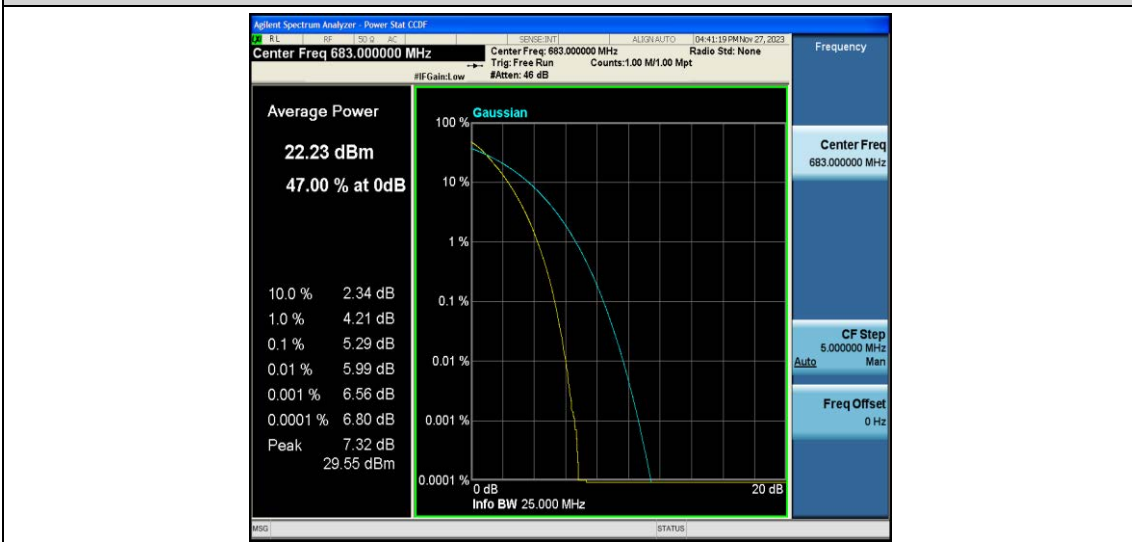 Agilent Spectrum Analyzer - Power Stat CCDF
RL RF 50 Ω AC SENSE:INT ALIGN AUTO 04:41:19 PM Nov 27, 2023
Center Freq 683.000000 MHz
Center Freq: 683.000000 MHz Radio Std: None
Trig: Free Run Counts:1.00 M/1.00 Mpt
#IFGain:Low #Atten: 46 dB
Frequency
Average Power
22.23 dBm
47.00 % at 0dB
10.0 % 2.34 dB
1.0 % 4.21 dB
0.1 % 5.29 dB
0.01 % 5.99 dB
0.001 % 6.56 dB
0.0001 % 6.80 dB
Peak 7.32 dB
29.55 dBm
Gaussian
100 %
10 %
1 %
0.1 %
0.01 %
0.001 %
0.0001 %
0 dB 20 dB
Info BW 25.000 MHz
Center Freq
683.000000 MHz
CF Step
5.000000 MHz
Auto Man
Freq Offset
0 Hz
MSG STATUS